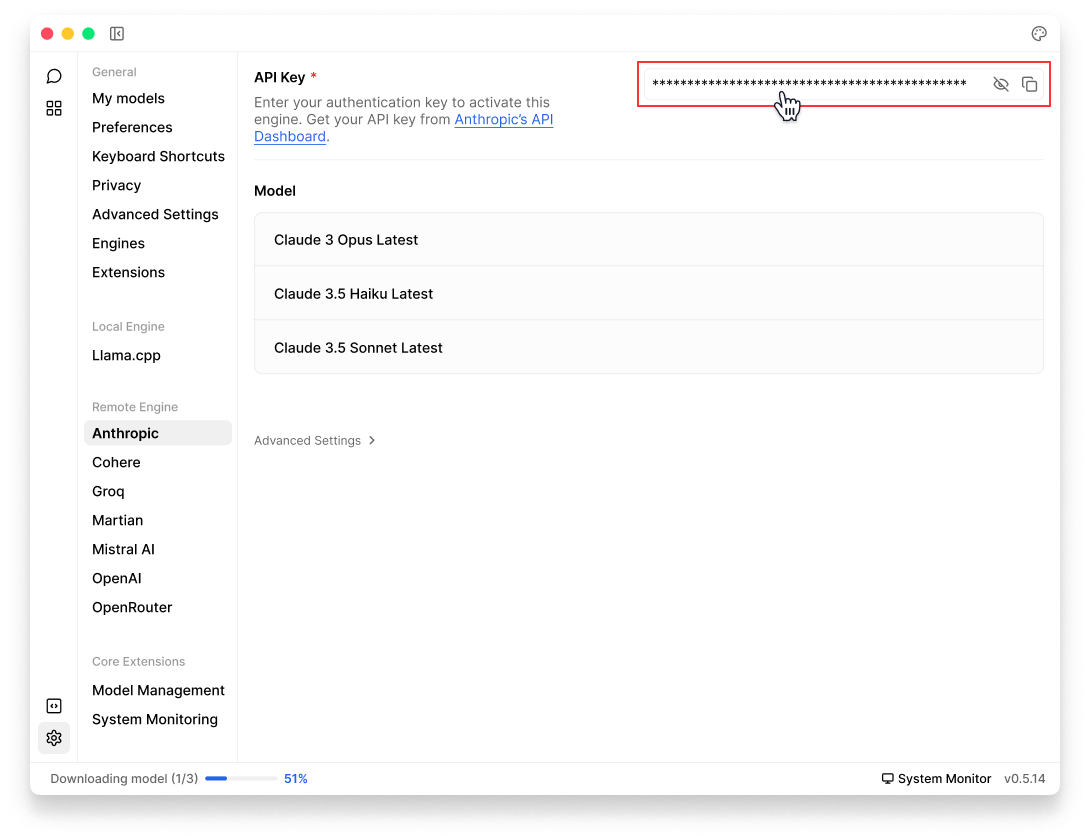 General
My models
Preferences
Keyboard Shortcuts
Privacy
Advanced Settings
Engines
Extensions
Local Engine
Llama.cpp
Remote Engine
Anthropic
Cohere
Groq
Martian
Mistral AI
OpenAI
OpenRouter
Core Extensions
Model Management
System Monitoring
API Key *
Enter your authentication key to activate this
engine. Get your API key from Anthropic's API
Dashboard.
*********************************************
Model
Claude 3 Opus Latest
Claude 3.5 Haiku Latest
Claude 3.5 Sonnet Latest
Advanced Settings
Downloading model (1/3) 51%
System Monitor v0.5.14